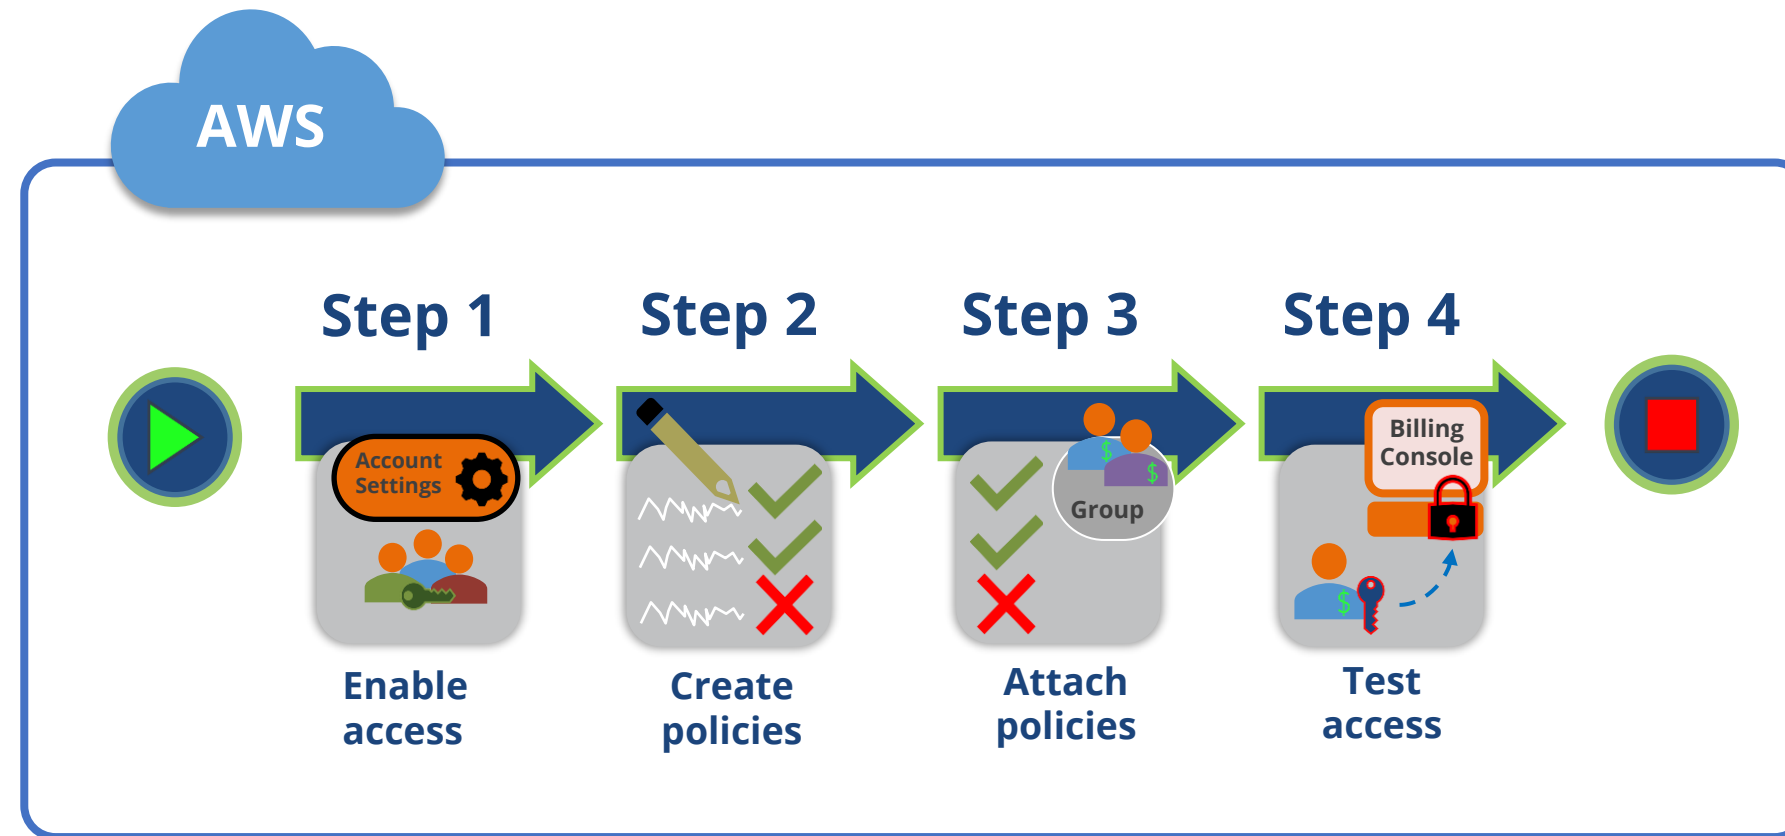 AWS
Step 1
Step 2
Step 3
Step 4
Account
Settings
Group
Billing
Console
$
$
$
Enable
access
Create
policies
Attach
policies
Test
access